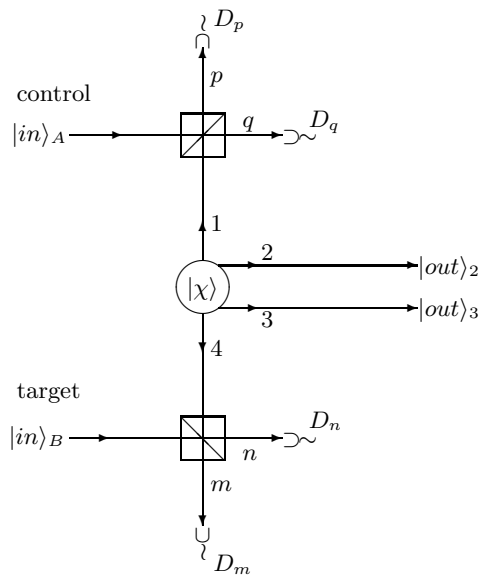 D_p
p
control
|in⟩_A
q
D_q
1
2
|out⟩_2
|χ⟩
3
|out⟩_3
4
target
|in⟩_B
D_n
n
m
D_m